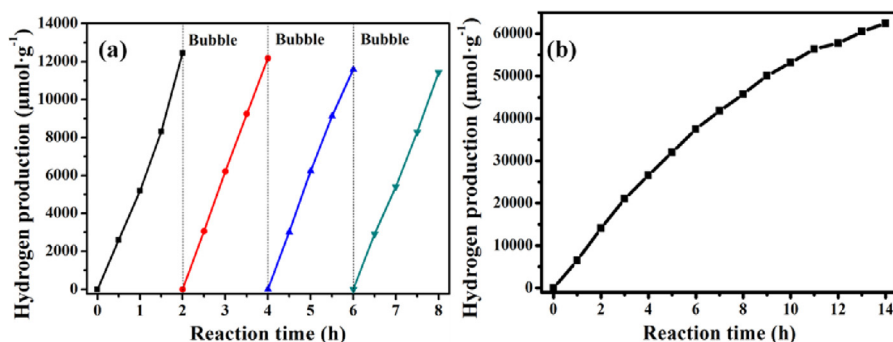 (a)
Bubble
Bubble
Bubble
Hydrogen production (μmol·g⁻¹)
14000
12000
10000
8000
6000
4000
2000
0
0 1 2 3 4 5 6 7 8
Reaction time (h)
(b)
Hydrogen production (μmol·g⁻¹)
60000
50000
40000
30000
20000
10000
0
0 2 4 6 8 10 12 14
Reaction time (h)